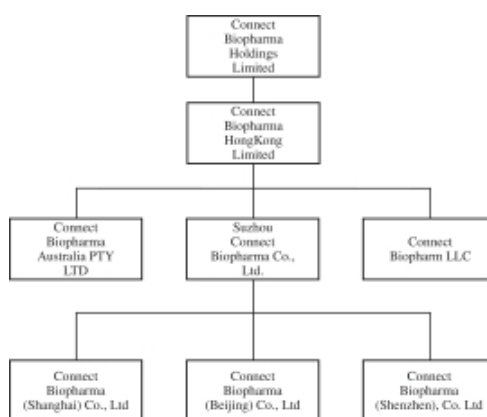 Connect
Biopharma
Holdings
Limited
Connect
Biopharma
HongKong
Limited
Connect
Biopharma
Australia PTY
LTD
Suzhou
Connect
Biopharma Co.,
Ltd.
Connect
Biopharm LLC
Connect
Biopharma
(Shanghai) Co., Ltd
Connect
Biopharma
(Beijing) Co., Ltd
Connect
Biopharma
(Shenzhen), Co. Ltd